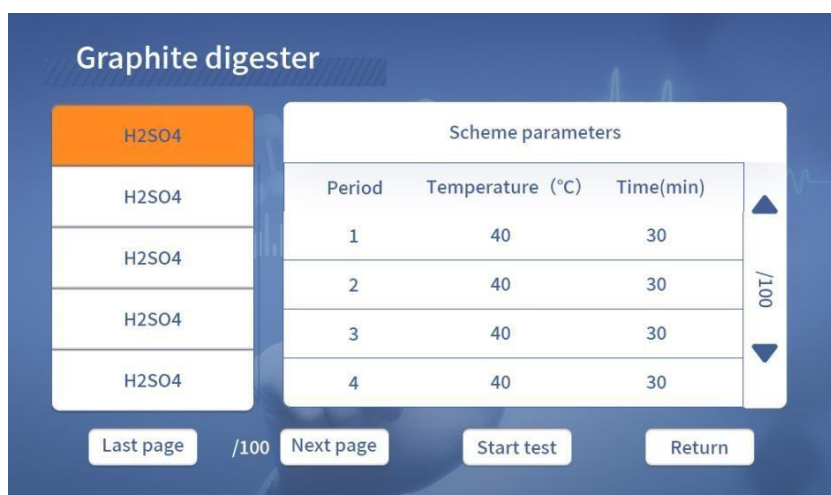 Graphite digester
H2SO4
H2SO4
H2SO4
H2SO4
H2SO4
Scheme parameters
Period Temperature（℃） Time(min)
1 40 30
2 40 30
3 40 30
4 40 30
/100
Last page /100 Next page Start test Return